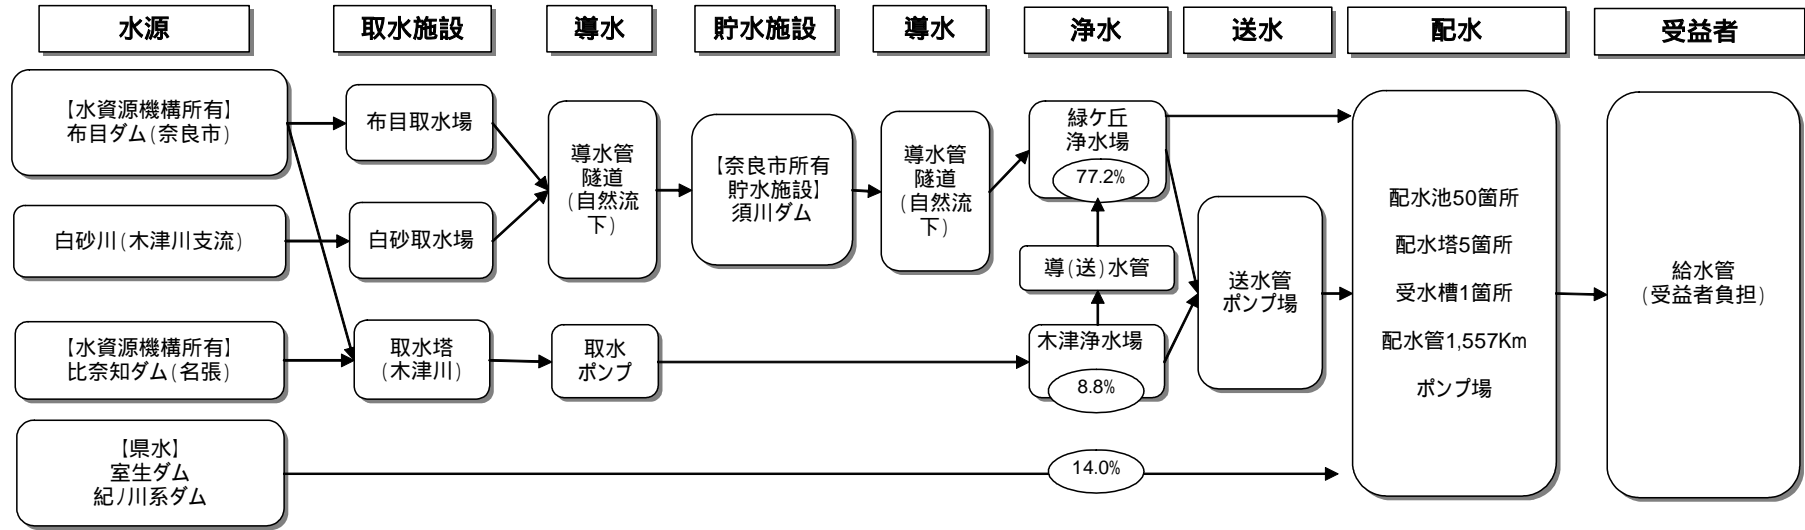 水源
取水施設
導水
貯水施設
導水
浄水
送水
配水
受益者
【水資源機構所有】
布目ダム(奈良市)
白砂川(木津川支流)
【水資源機構所有】
比奈知ダム(名張)
【県水】
室生ダム
紀ノ川系ダム
布目取水場
白砂取水場
取水塔
(木津川)
導水管
隧道
(自然流
下)
取水
ポンプ
【奈良市所有
貯水施設】
須川ダム
導水管
隧道
(自然流
下)
緑ケ丘
浄水場
77.2%
導(送)水管
木津浄水場
8.8%
14.0%
送水管
ポンプ場
配水池50箇所
配水塔5箇所
受水槽1箇所
配水管1,557Km
ポンプ場
給水管
(受益者負担)